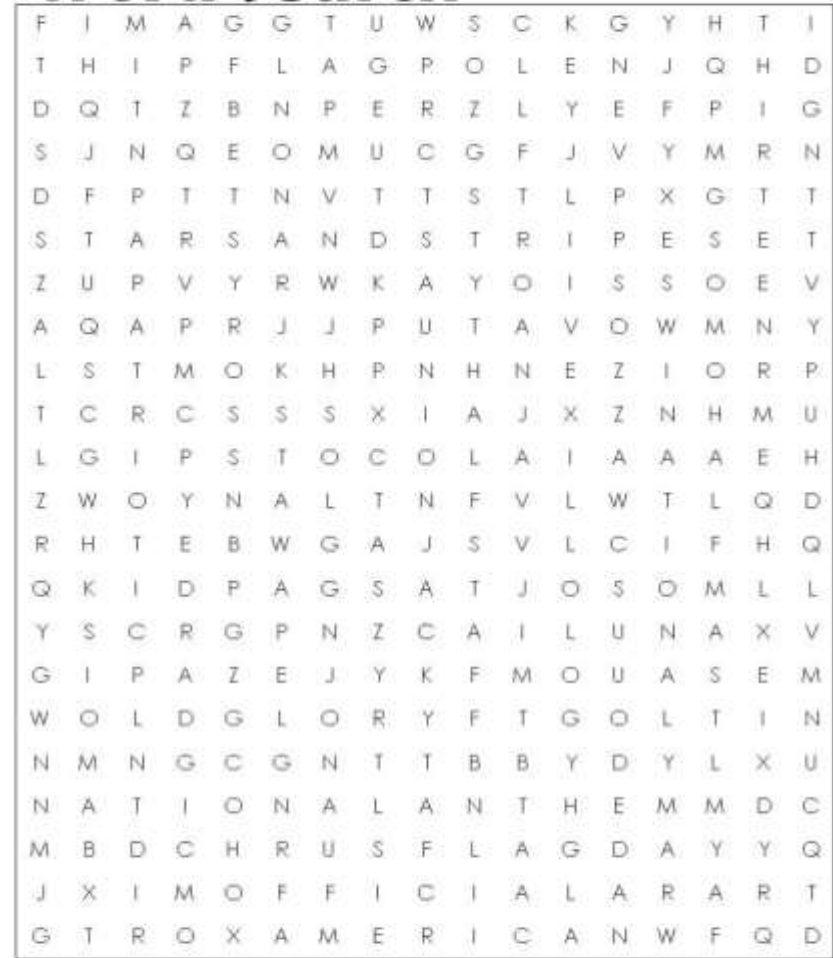 F I M A G G T U W S C K G Y H T I
T H I P F L A G P O L E N J Q H D
D Q T Z B N P E R Z L Y E F P I G
S J N Q E O M U C G F J V Y M R N
D F P T T N V T T S T L P X G T T
S T A R S A N D S T R I P E S E T
Z U P V Y R W K A Y O I S S O E V
A Q A P R J J P U T A V O W M N Y
L S T M O K H P N H N E Z I O R P
T C R C S S S X I A J X Z N H M U
L G I P S T O C O L A I A A A E H
Z W O Y N A L T N F V L W T L Q D
R H T E B W G A J S V L C I F H Q
Q K I D P A G S A T J O S O M L L
Y S C R G P N Z C A I L U N A X V
G I P A Z E J Y K F M O U A S E M
W O L D G L O R Y F T G O L T I N
N M N G C G N T T B B Y D Y L X U
N A T I O N A L A N T H E M M D C
M B D C H R U S F L A G D A Y Y Q
J X I M O F F I C I A L A R A R T
G T R O X A M E R I C A N W F Q D